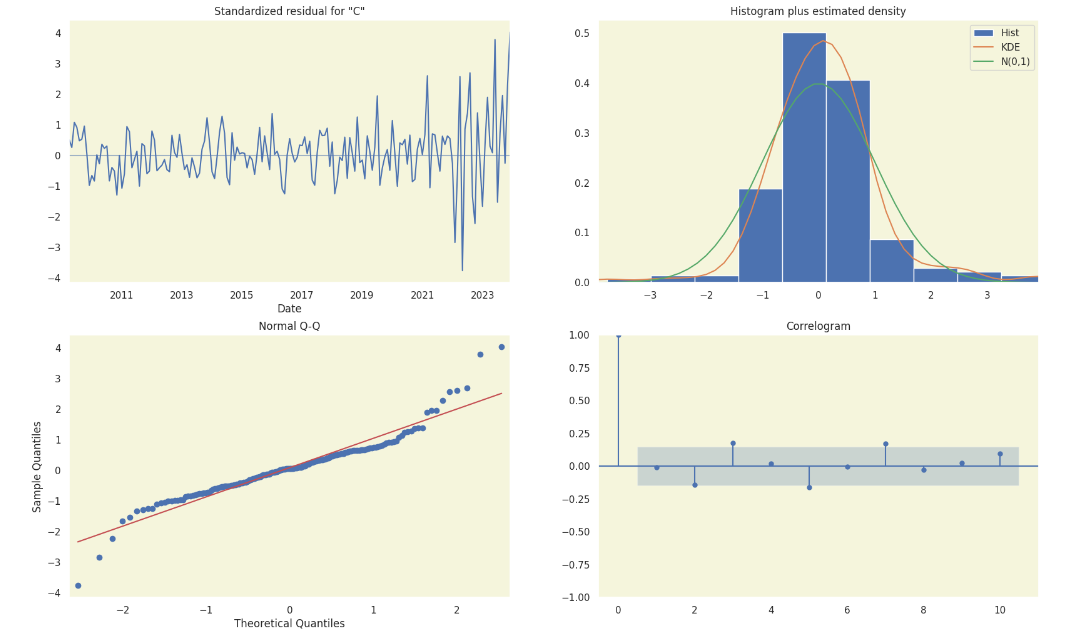 Standardized residual for "C"
4
3
2
1
0
−1
−2
−3
−4
2011 2013 2015 2017 2019 2021 2023
Date
Histogram plus estimated density
Hist
KDE
N(0,1)
0.5
0.4
0.3
0.2
0.1
0.0
−3 −2 −1 0 1 2 3
Normal Q-Q
Sample Quantiles
4
3
2
1
0
−1
−2
−3
−4
−2 −1 0 1 2
Theoretical Quantiles
Correlogram
1.00
0.75
0.50
0.25
0.00
−0.25
−0.50
−0.75
−1.00
0 2 4 6 8 10